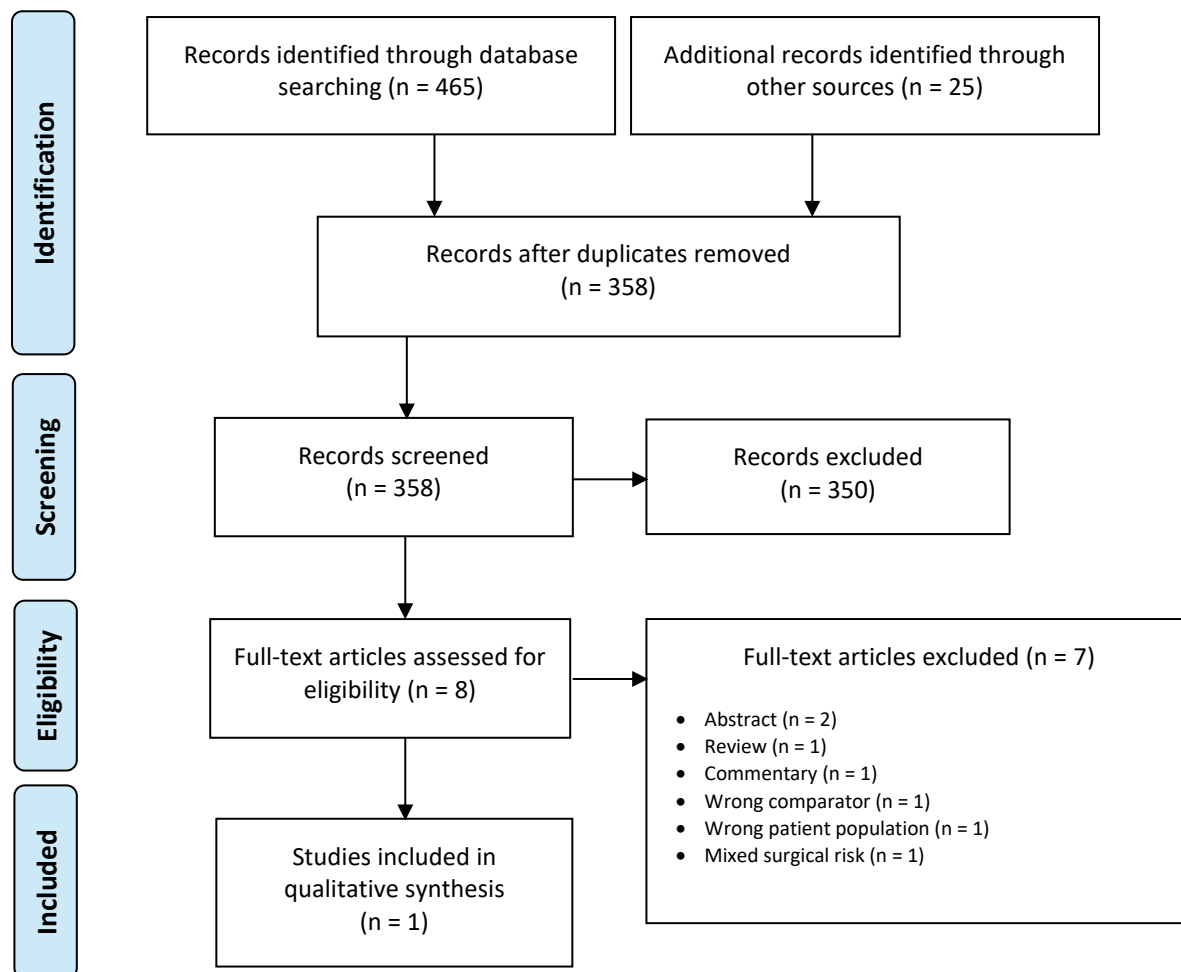 Identification
Records identified through database
searching (n = 465)
Additional records identified through
other sources (n = 25)
Records after duplicates removed
(n = 358)
Screening
Records screened
(n = 358)
Records excluded
(n = 350)
Eligibility
Full-text articles assessed for
eligibility (n = 8)
Full-text articles excluded (n = 7)
• Abstract (n = 2)
• Review (n = 1)
• Commentary (n = 1)
• Wrong comparator (n = 1)
• Wrong patient population (n = 1)
• Mixed surgical risk (n = 1)
Included
Studies included in
qualitative synthesis
(n = 1)